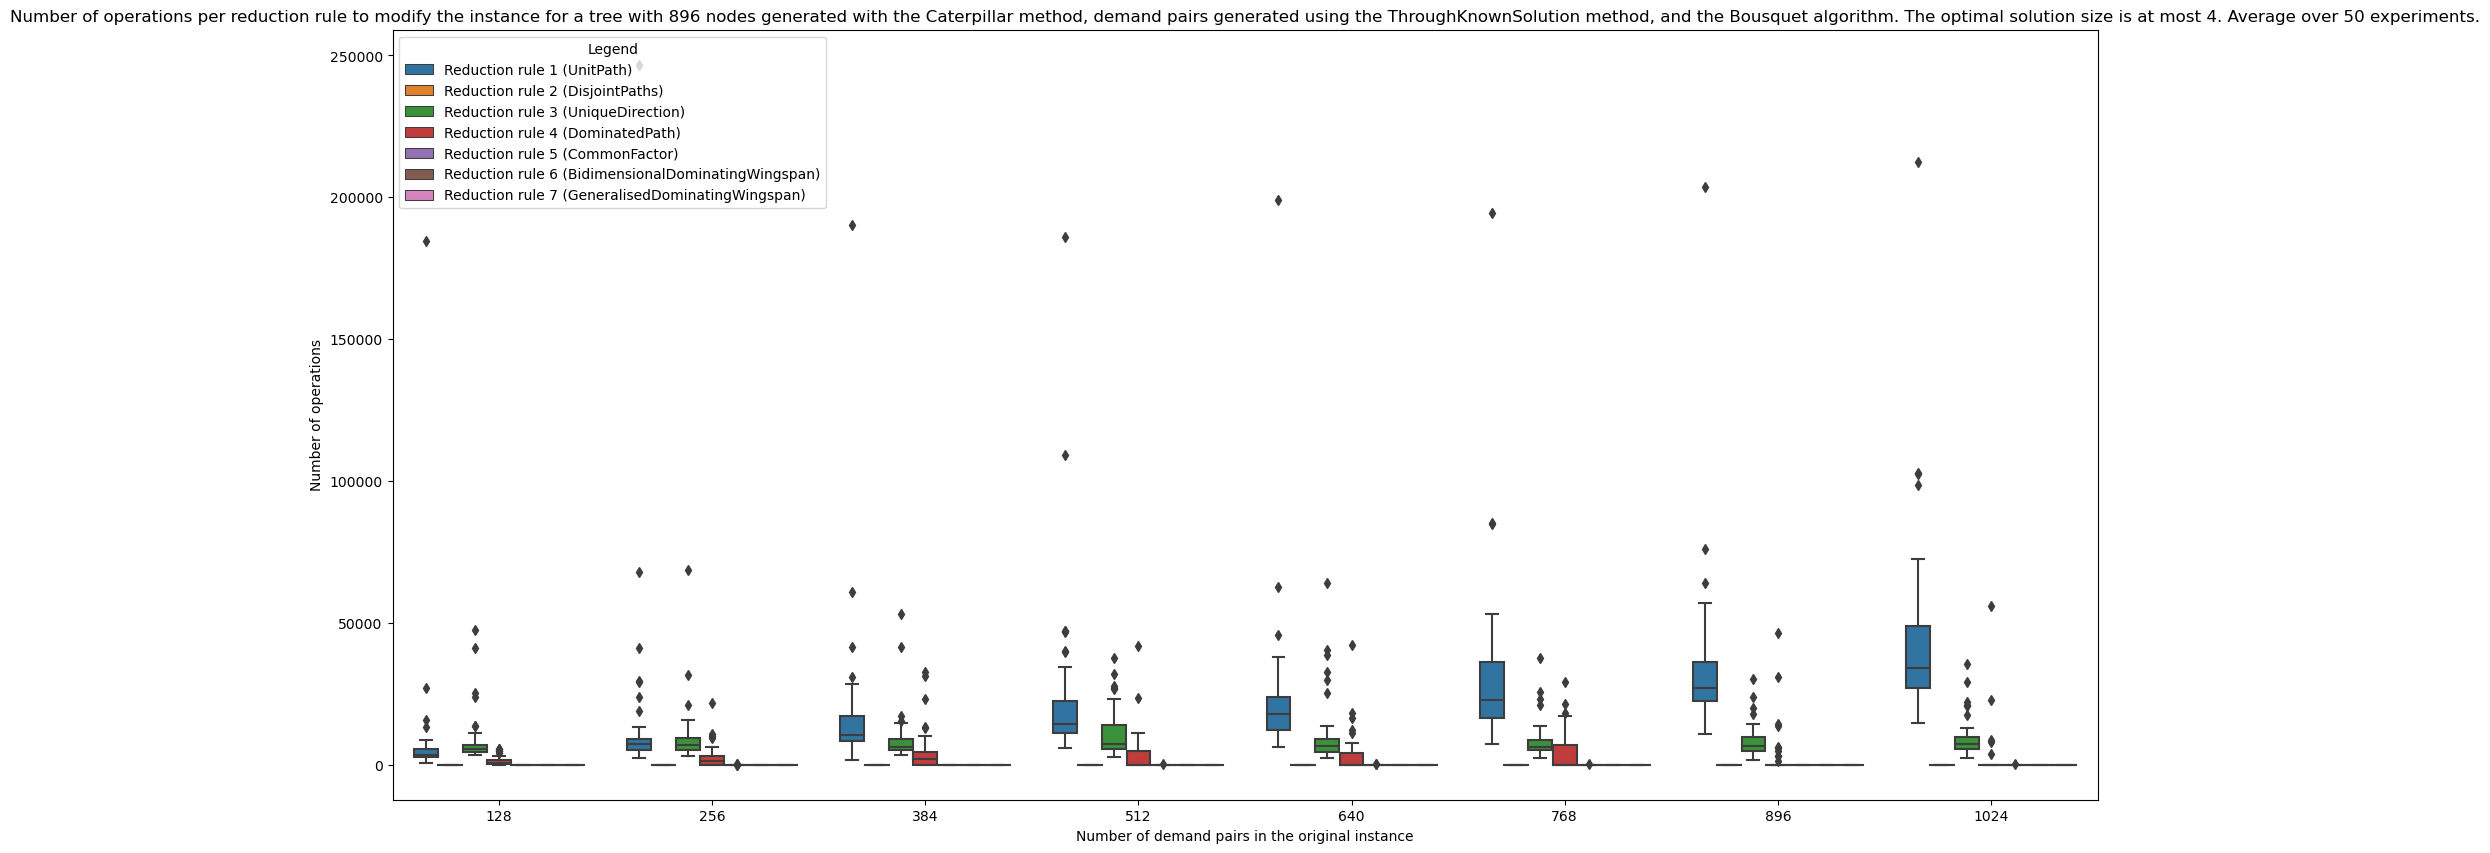 Number of operations per reduction rule to modify the instance for a tree with 896 nodes generated with the Caterpillar method, demand pairs generated using the ThroughKnownSolution method, and the Bousquet algorithm. The optimal solution size is at most 4. Average over 50 experiments.
Legend
Reduction rule 1 (UnitPath)
Reduction rule 2 (DisjointPaths)
Reduction rule 3 (UniqueDirection)
Reduction rule 4 (DominatedPath)
Reduction rule 5 (CommonFactor)
Reduction rule 6 (BidimensionalDominatingWingspan)
Reduction rule 7 (GeneralisedDominatingWingspan)
Number of operations
250000
200000
150000
100000
50000
0
128 256 384 512 640 768 896 1024
Number of demand pairs in the original instance